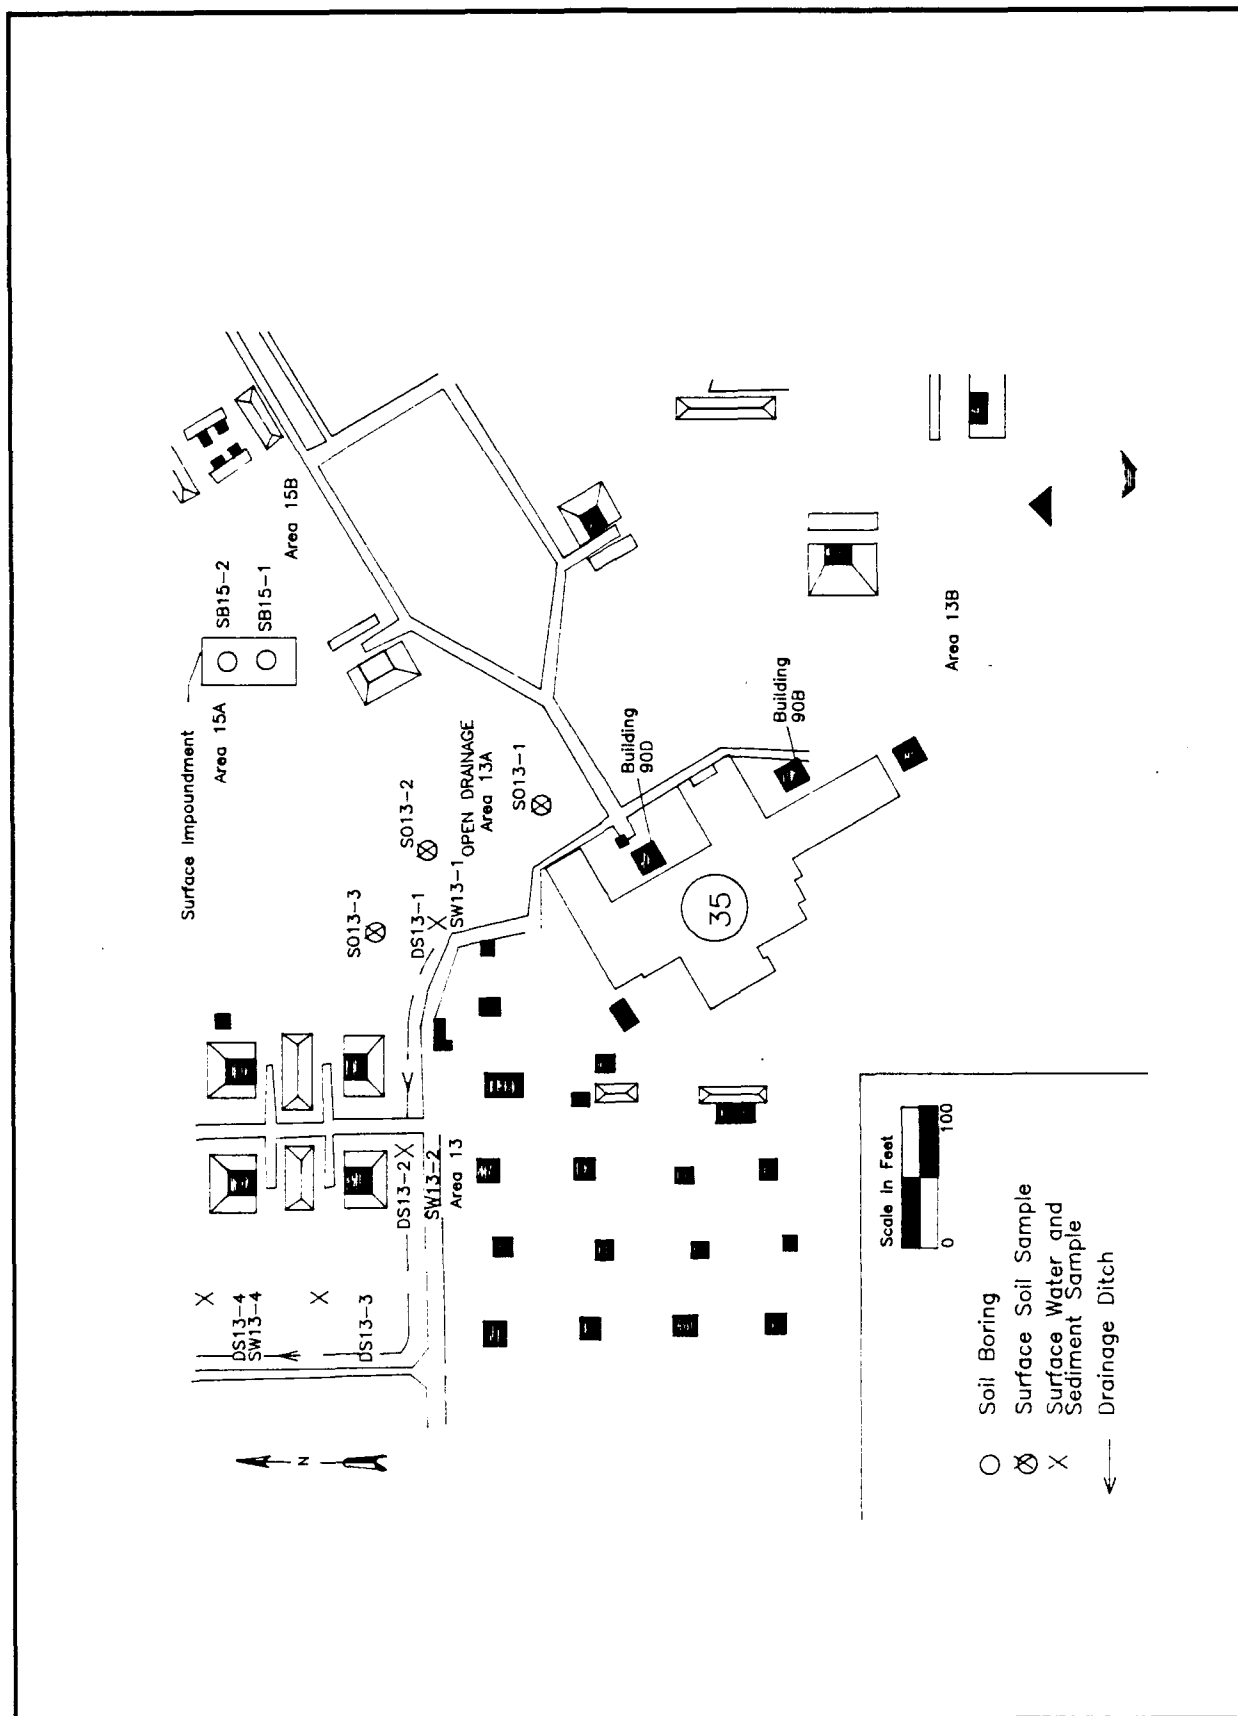 Surface Impoundment
Area 15A
SB15-2
SB15-1
Area 15B
SO13-3
SO13-2
OPEN DRAINAGE
Area 13A
SO13-1
DS13-1
SW13-1
DS13-4
SW13-4
DS13-3
DS13-2
SW13-2
Area 13
N
Building
90D
Building
90B
35
Area 13B
Scale in Feet
0
100
Soil Boring
Surface Soil Sample
Surface Water and
Sediment Sample
Drainage Ditch